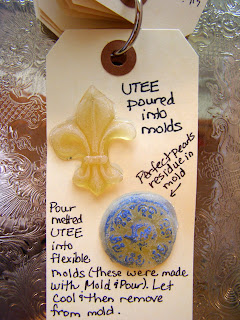 UTEE
poured
into
molds
Perfect pearls
residue in
mold
Pour
melted
UTEE
into
flexible
molds (these were made
with Mold & Pour). Let
cool & then remove
from mold.